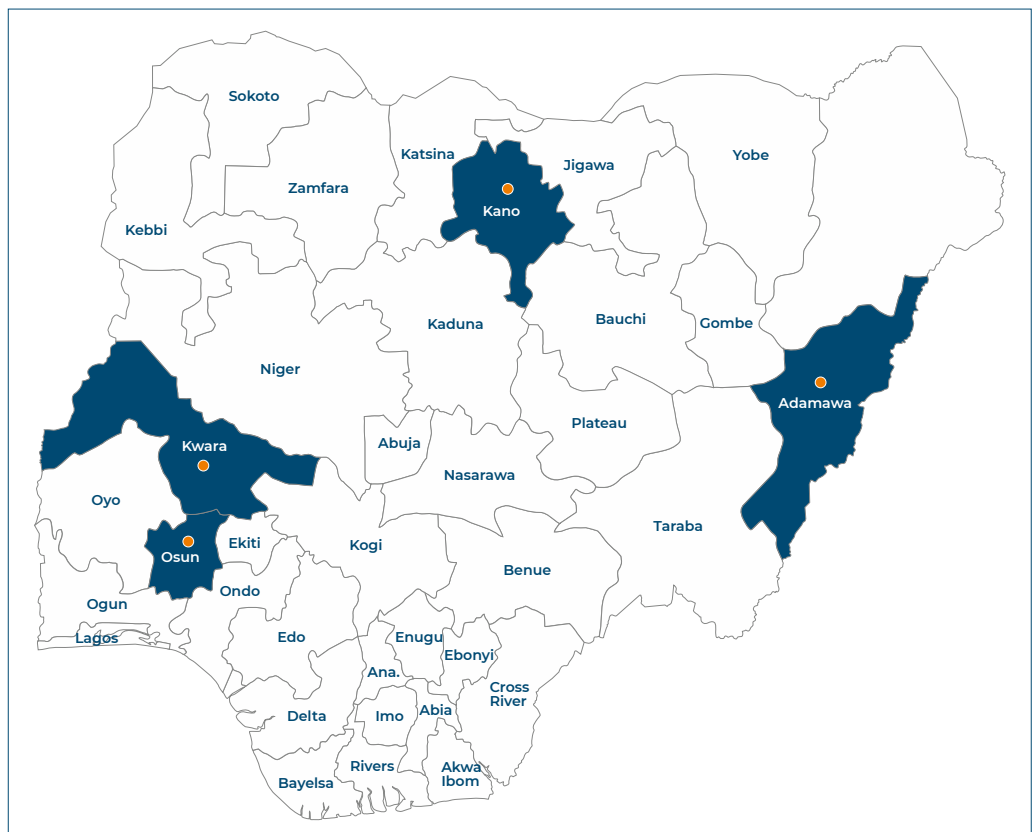 Sokoto
Katsina
Yobe
Jigawa
Zamfara
Kano
Kebbi
Kaduna
Bauchi
Gombe
Niger
Adamawa
Plateau
Abuja
Kwara
Nasarawa
Oyo
Taraba
Osun
Ekiti
Kogi
Benue
Ondo
Ogun
Lagos
Edo
Enugu
Ebonyi
Ana.
Cross
River
Delta
Imo
Abia
Rivers
Akwa
Ibom
Bayelsa